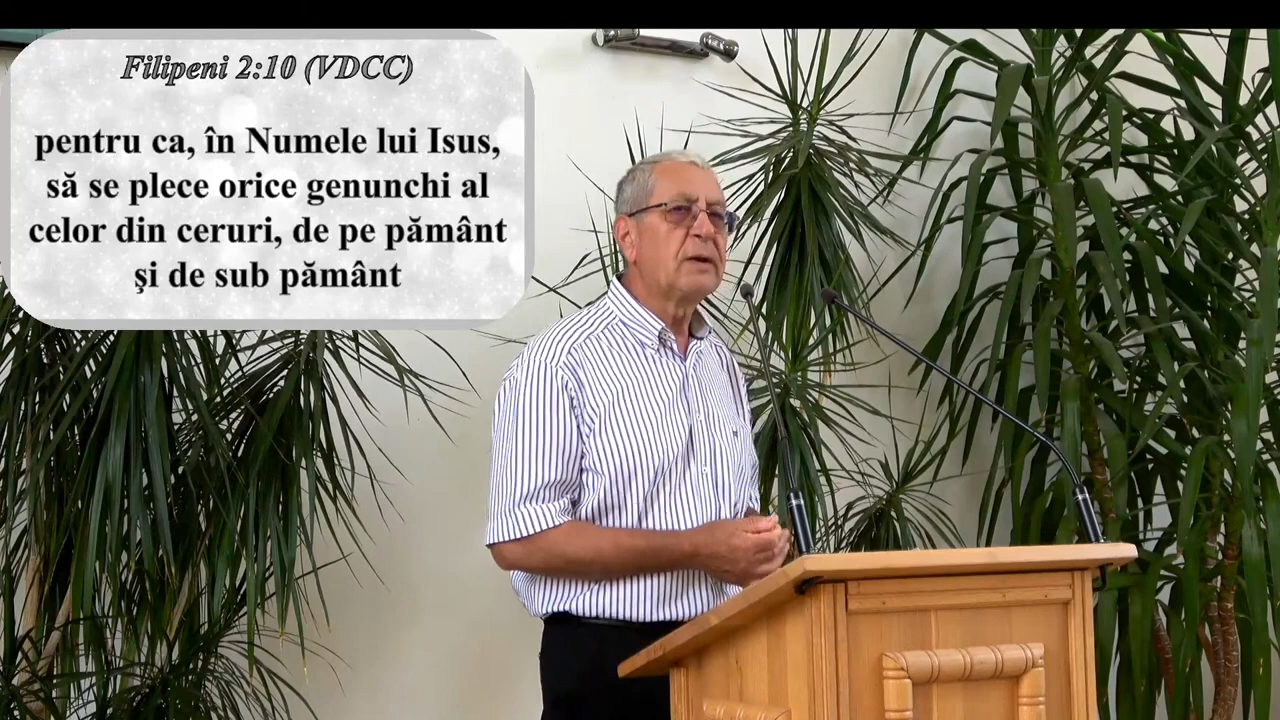 Filipeni 2:10 (VDCC)
pentru ca, în Numele lui Isus,
să se plece orice genunchi al
celor din ceruri, de pe pământ
şi de sub pământ